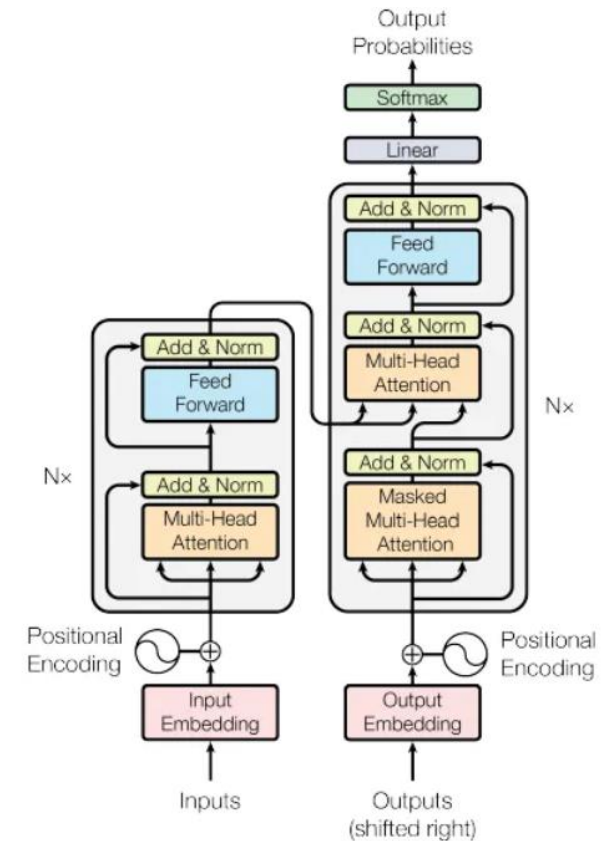 Output
Probabilities
Softmax
Linear
Add & Norm
Feed
Forward
Add & Norm
Multi-Head
Attention
Add & Norm
Masked
Multi-Head
Attention
Nx
Positional
Encoding
Output
Embedding
Outputs
(shifted right)
Add & Norm
Feed
Forward
Add & Norm
Multi-Head
Attention
Nx
Positional
Encoding
Input
Embedding
Inputs